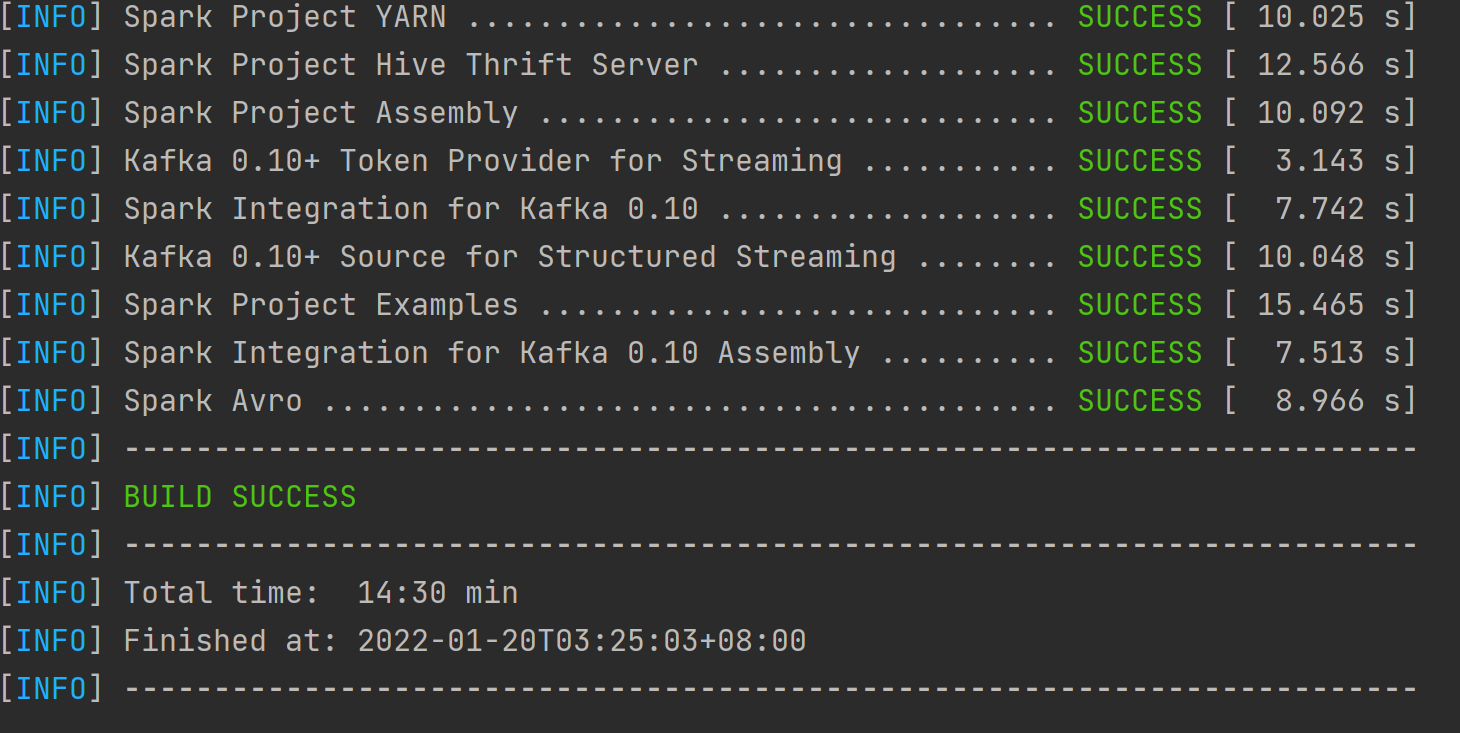 [INFO] Spark Project YARN ................................. SUCCESS [ 10.025 s]
[INFO] Spark Project Hive Thrift Server ................... SUCCESS [ 12.566 s]
[INFO] Spark Project Assembly ............................. SUCCESS [ 10.092 s]
[INFO] Kafka 0.10+ Token Provider for Streaming ........... SUCCESS [  3.143 s]
[INFO] Spark Integration for Kafka 0.10 ................... SUCCESS [  7.742 s]
[INFO] Kafka 0.10+ Source for Structured Streaming ........ SUCCESS [ 10.048 s]
[INFO] Spark Project Examples ............................. SUCCESS [ 15.465 s]
[INFO] Spark Integration for Kafka 0.10 Assembly .......... SUCCESS [  7.513 s]
[INFO] Spark Avro ......................................... SUCCESS [  8.966 s]
[INFO] ------------------------------------------------------------------------
[INFO] BUILD SUCCESS
[INFO] ------------------------------------------------------------------------
[INFO] Total time:  14:30 min
[INFO] Finished at: 2022-01-20T03:25:03+08:00
[INFO] ------------------------------------------------------------------------